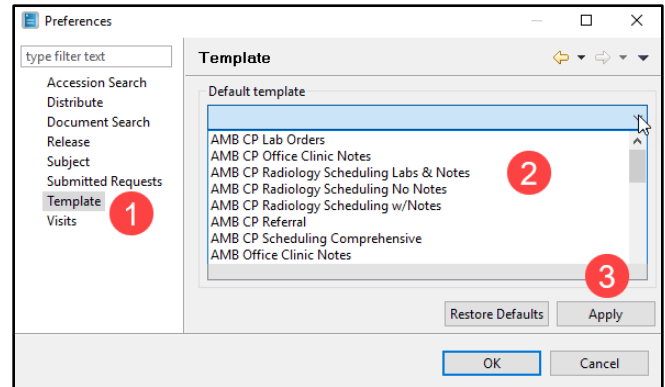 Preferences
type filter text
Template
Accession Search
Distribute
Document Search
Release
Subject
Submitted Requests
Template
Visits
1
Default template
AMB CP Lab Orders
AMB CP Office Clinic Notes
AMB CP Radiology Scheduling Labs & Notes
AMB CP Radiology Scheduling No Notes
AMB CP Radiology Scheduling w/Notes
AMB CP Referral
AMB CP Scheduling Comprehensive
AMB Office Clinic Notes
2
3
Restore Defaults
Apply
OK
Cancel